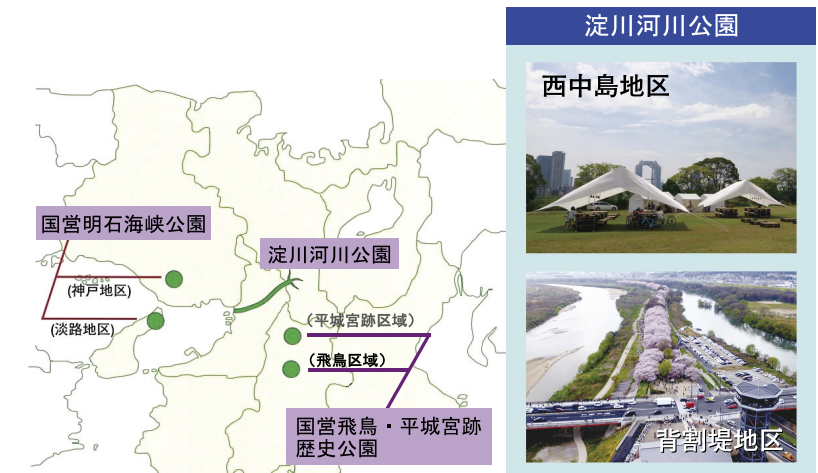 国営明石海峡公園
(神戸地区)
(淡路地区)
淀川河川公園
(平城宮跡区域)
(飛鳥区域)
国営飛鳥・平城宮跡
歴史公園
淀川河川公園
西中島地区
背割堤地区